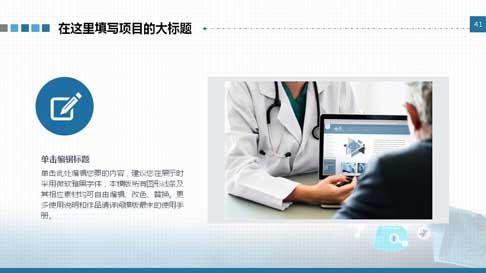 在这里填写项目的大标题
41
单击编辑标题
单击此处编辑您要的内容，建议您在展示时
采用微软雅黑字体，本模版所有图形线条及
其相应素材均可自由编辑、改色、替换。更
多使用说明和作品请详阅模版最末的使用手
册。